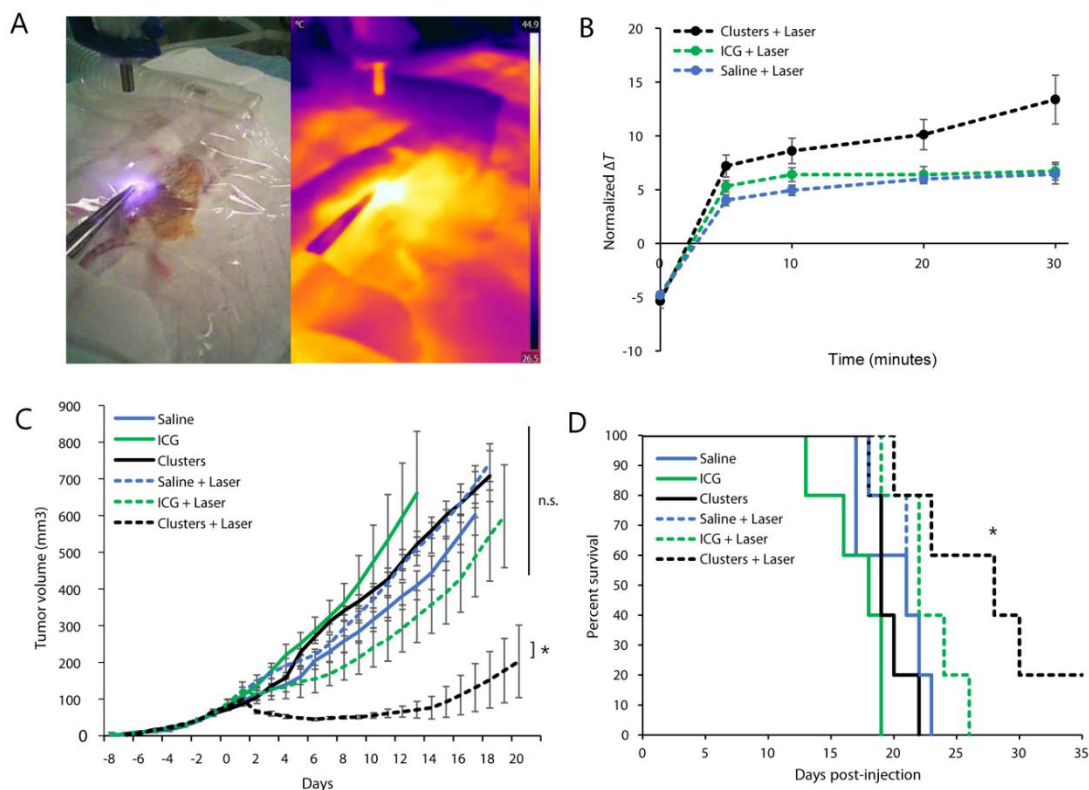 A
°C
44.9
26.5
B
Clusters + Laser
ICG + Laser
Saline + Laser
20
15
10
5
0
-5
-10
Normalized ΔT
0
10
20
30
Time (minutes)
C
900
800
700
600
500
400
300
200
100
0
Tumor volume (mm3)
Saline
ICG
Clusters
Saline + Laser
ICG + Laser
Clusters + Laser
n.s.
*
-8 -6 -4 -2 0 2 4 6 8 10 12 14 16 18 20
Days
D
100
90
80
70
60
50
40
30
20
10
0
Percent survival
Saline
ICG
Clusters
Saline + Laser
ICG + Laser
Clusters + Laser
*
0 5 10 15 20 25 30 35
Days post-injection